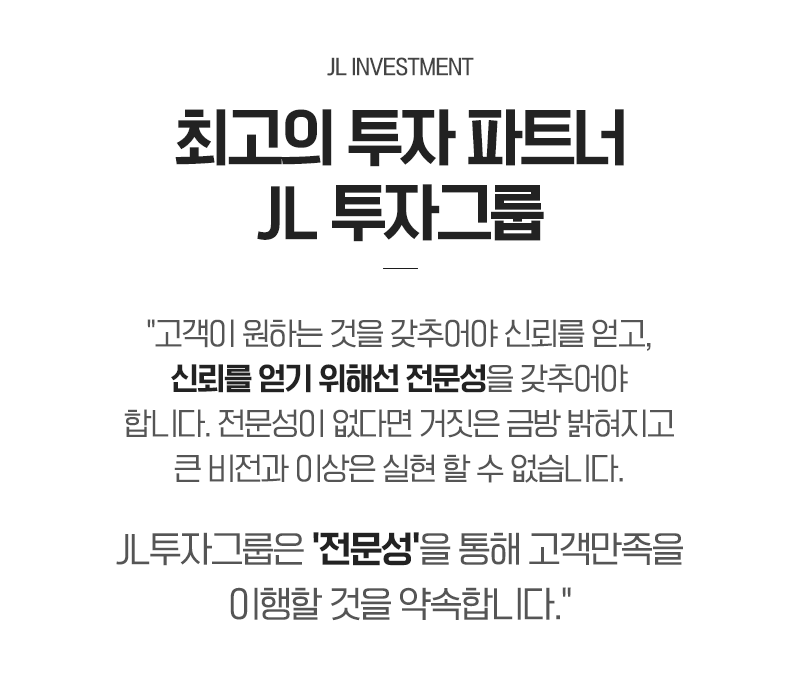 JL INVESTMENT
최고의 투자 파트너
JL 투자그룹
"고객이 원하는 것을 갖추어야 신뢰를 얻고,
신뢰를 얻기 위해선 전문성을 갖추어야
합니다. 전문성이 없다면 거짓은 금방 밝혀지고
큰 비전과 이상은 실현 할 수 없습니다.
JL투자그룹은 '전문성'을 통해 고객만족을
이행할 것을 약속합니다."